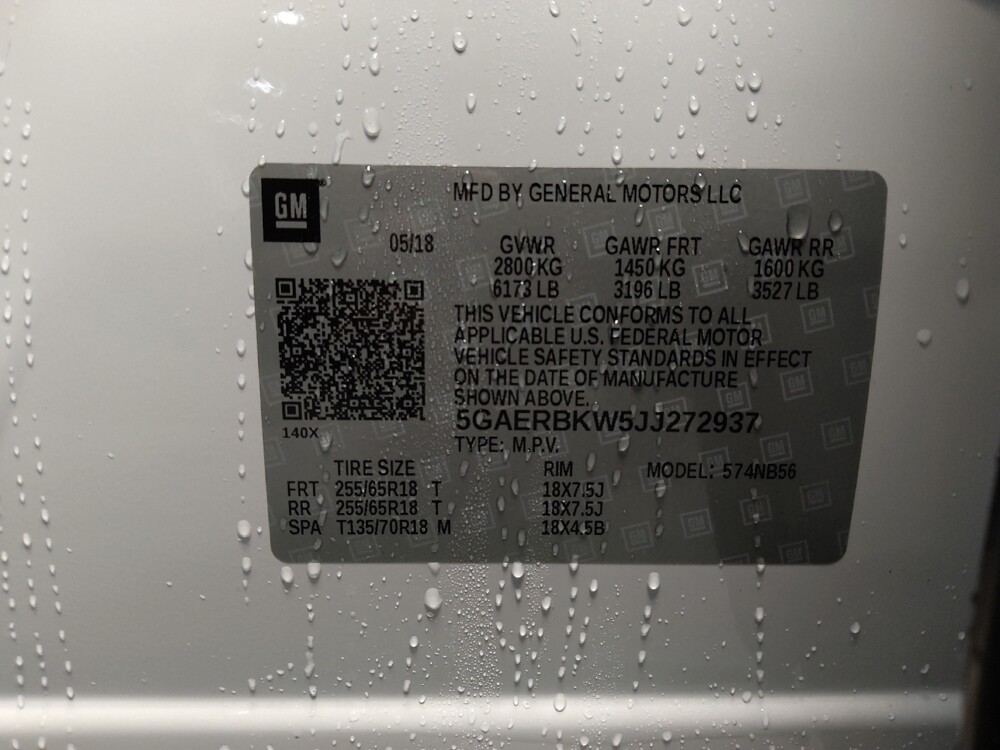 GM
MFD BY GENERAL MOTORS LLC
05/18 GVWR GAWR FRT GAWR RR
2800 KG 1450 KG 1600 KG
6173 LB 3196 LB 3527 LB
THIS VEHICLE CONFORMS TO ALL
APPLICABLE U.S. FEDERAL MOTOR
VEHICLE SAFETY STANDARDS IN EFFECT
ON THE DATE OF MANUFACTURE
SHOWN ABOVE.
5GAERBKW5JJ272937
140X
TYPE: M.P.V.
TIRE SIZE RIM MODEL: 574NB56
FRT 255/65R18 T 18X7.5J
RR 255/65R18 T 18X7.5J
SPA T135/70R18 M 18X4.5B